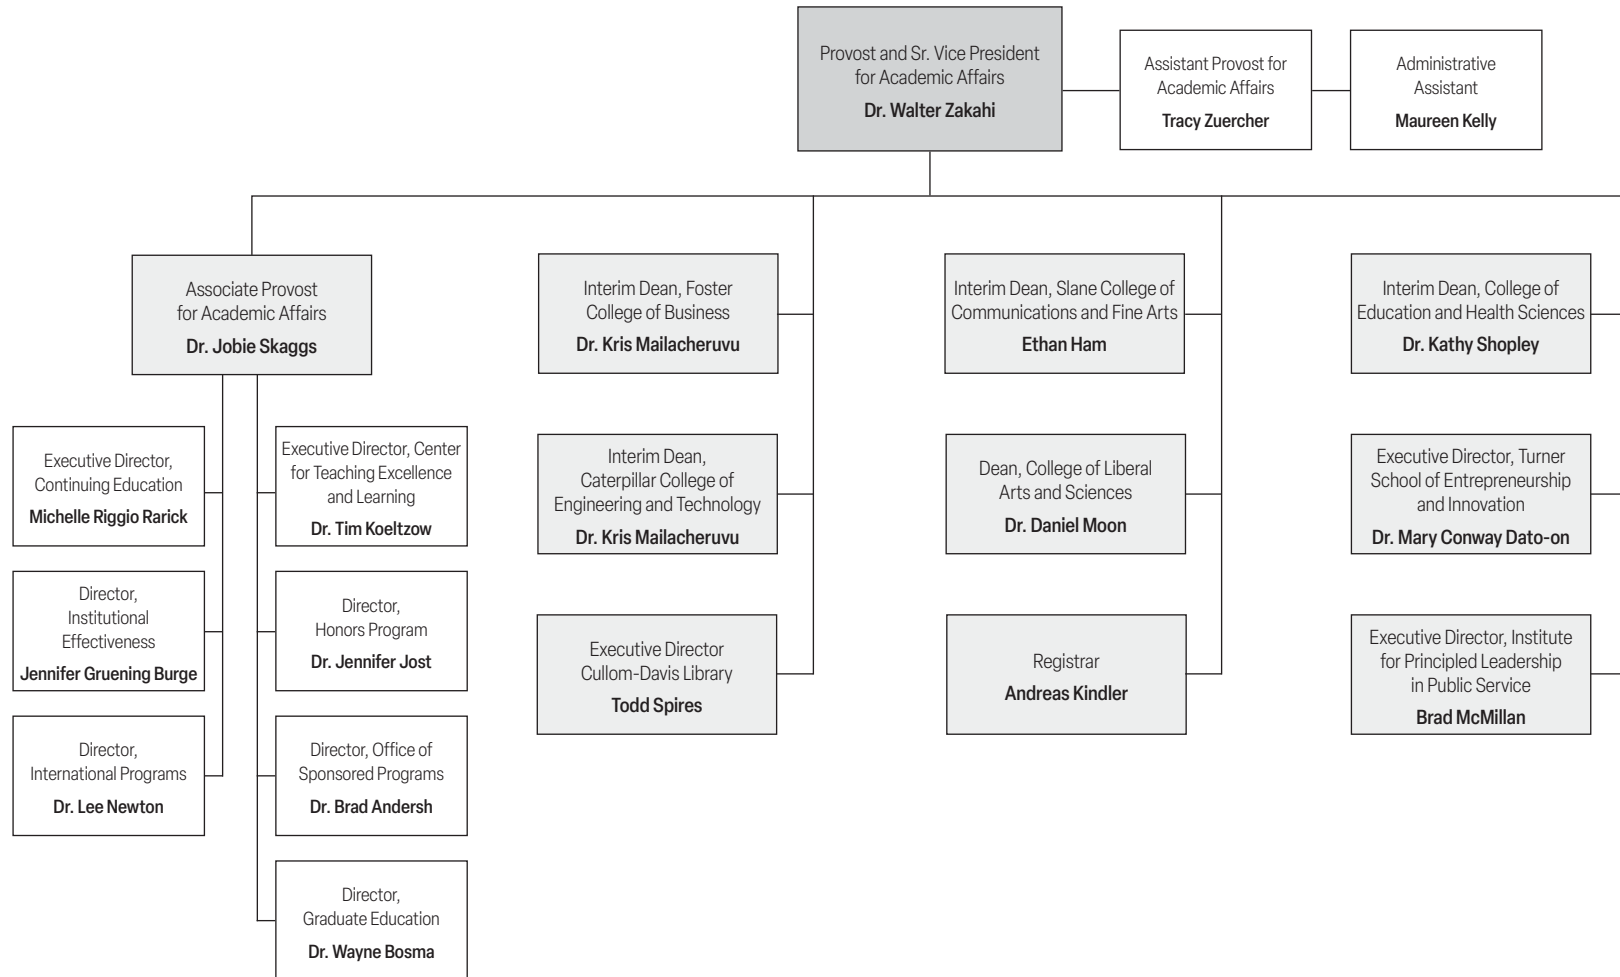 Provost and Sr. Vice President
for Academic Affairs
Dr. Walter Zakahi
Assistant Provost for
Academic Affairs
Tracy Zuercher
Administrative
Assistant
Maureen Kelly
Associate Provost
for Academic Affairs
Dr. Jobie Skaggs
Interim Dean, Foster
College of Business
Dr. Kris Mailacheruvu
Interim Dean, Slane College of
Communications and Fine Arts
Ethan Ham
Interim Dean, College of
Education and Health Sciences
Dr. Kathy Shopley
Executive Director,
Continuing Education
Michelle Riggio Rarick
Executive Director, Center
for Teaching Excellence
and Learning
Dr. Tim Koeltzow
Interim Dean,
Caterpillar College of
Engineering and Technology
Dr. Kris Mailacheruvu
Dean, College of Liberal
Arts and Sciences
Dr. Daniel Moon
Executive Director, Turner
School of Entrepreneurship
and Innovation
Dr. Mary Conway Dato-on
Director,
Institutional
Effectiveness
Jennifer Gruening Burge
Director,
Honors Program
Dr. Jennifer Jost
Executive Director
Cullom-Davis Library
Todd Spires
Registrar
Andreas Kindler
Executive Director, Institute
for Principled Leadership
in Public Service
Brad McMillan
Director,
International Programs
Dr. Lee Newton
Director, Office of
Sponsored Programs
Dr. Brad Andersh
Director,
Graduate Education
Dr. Wayne Bosma